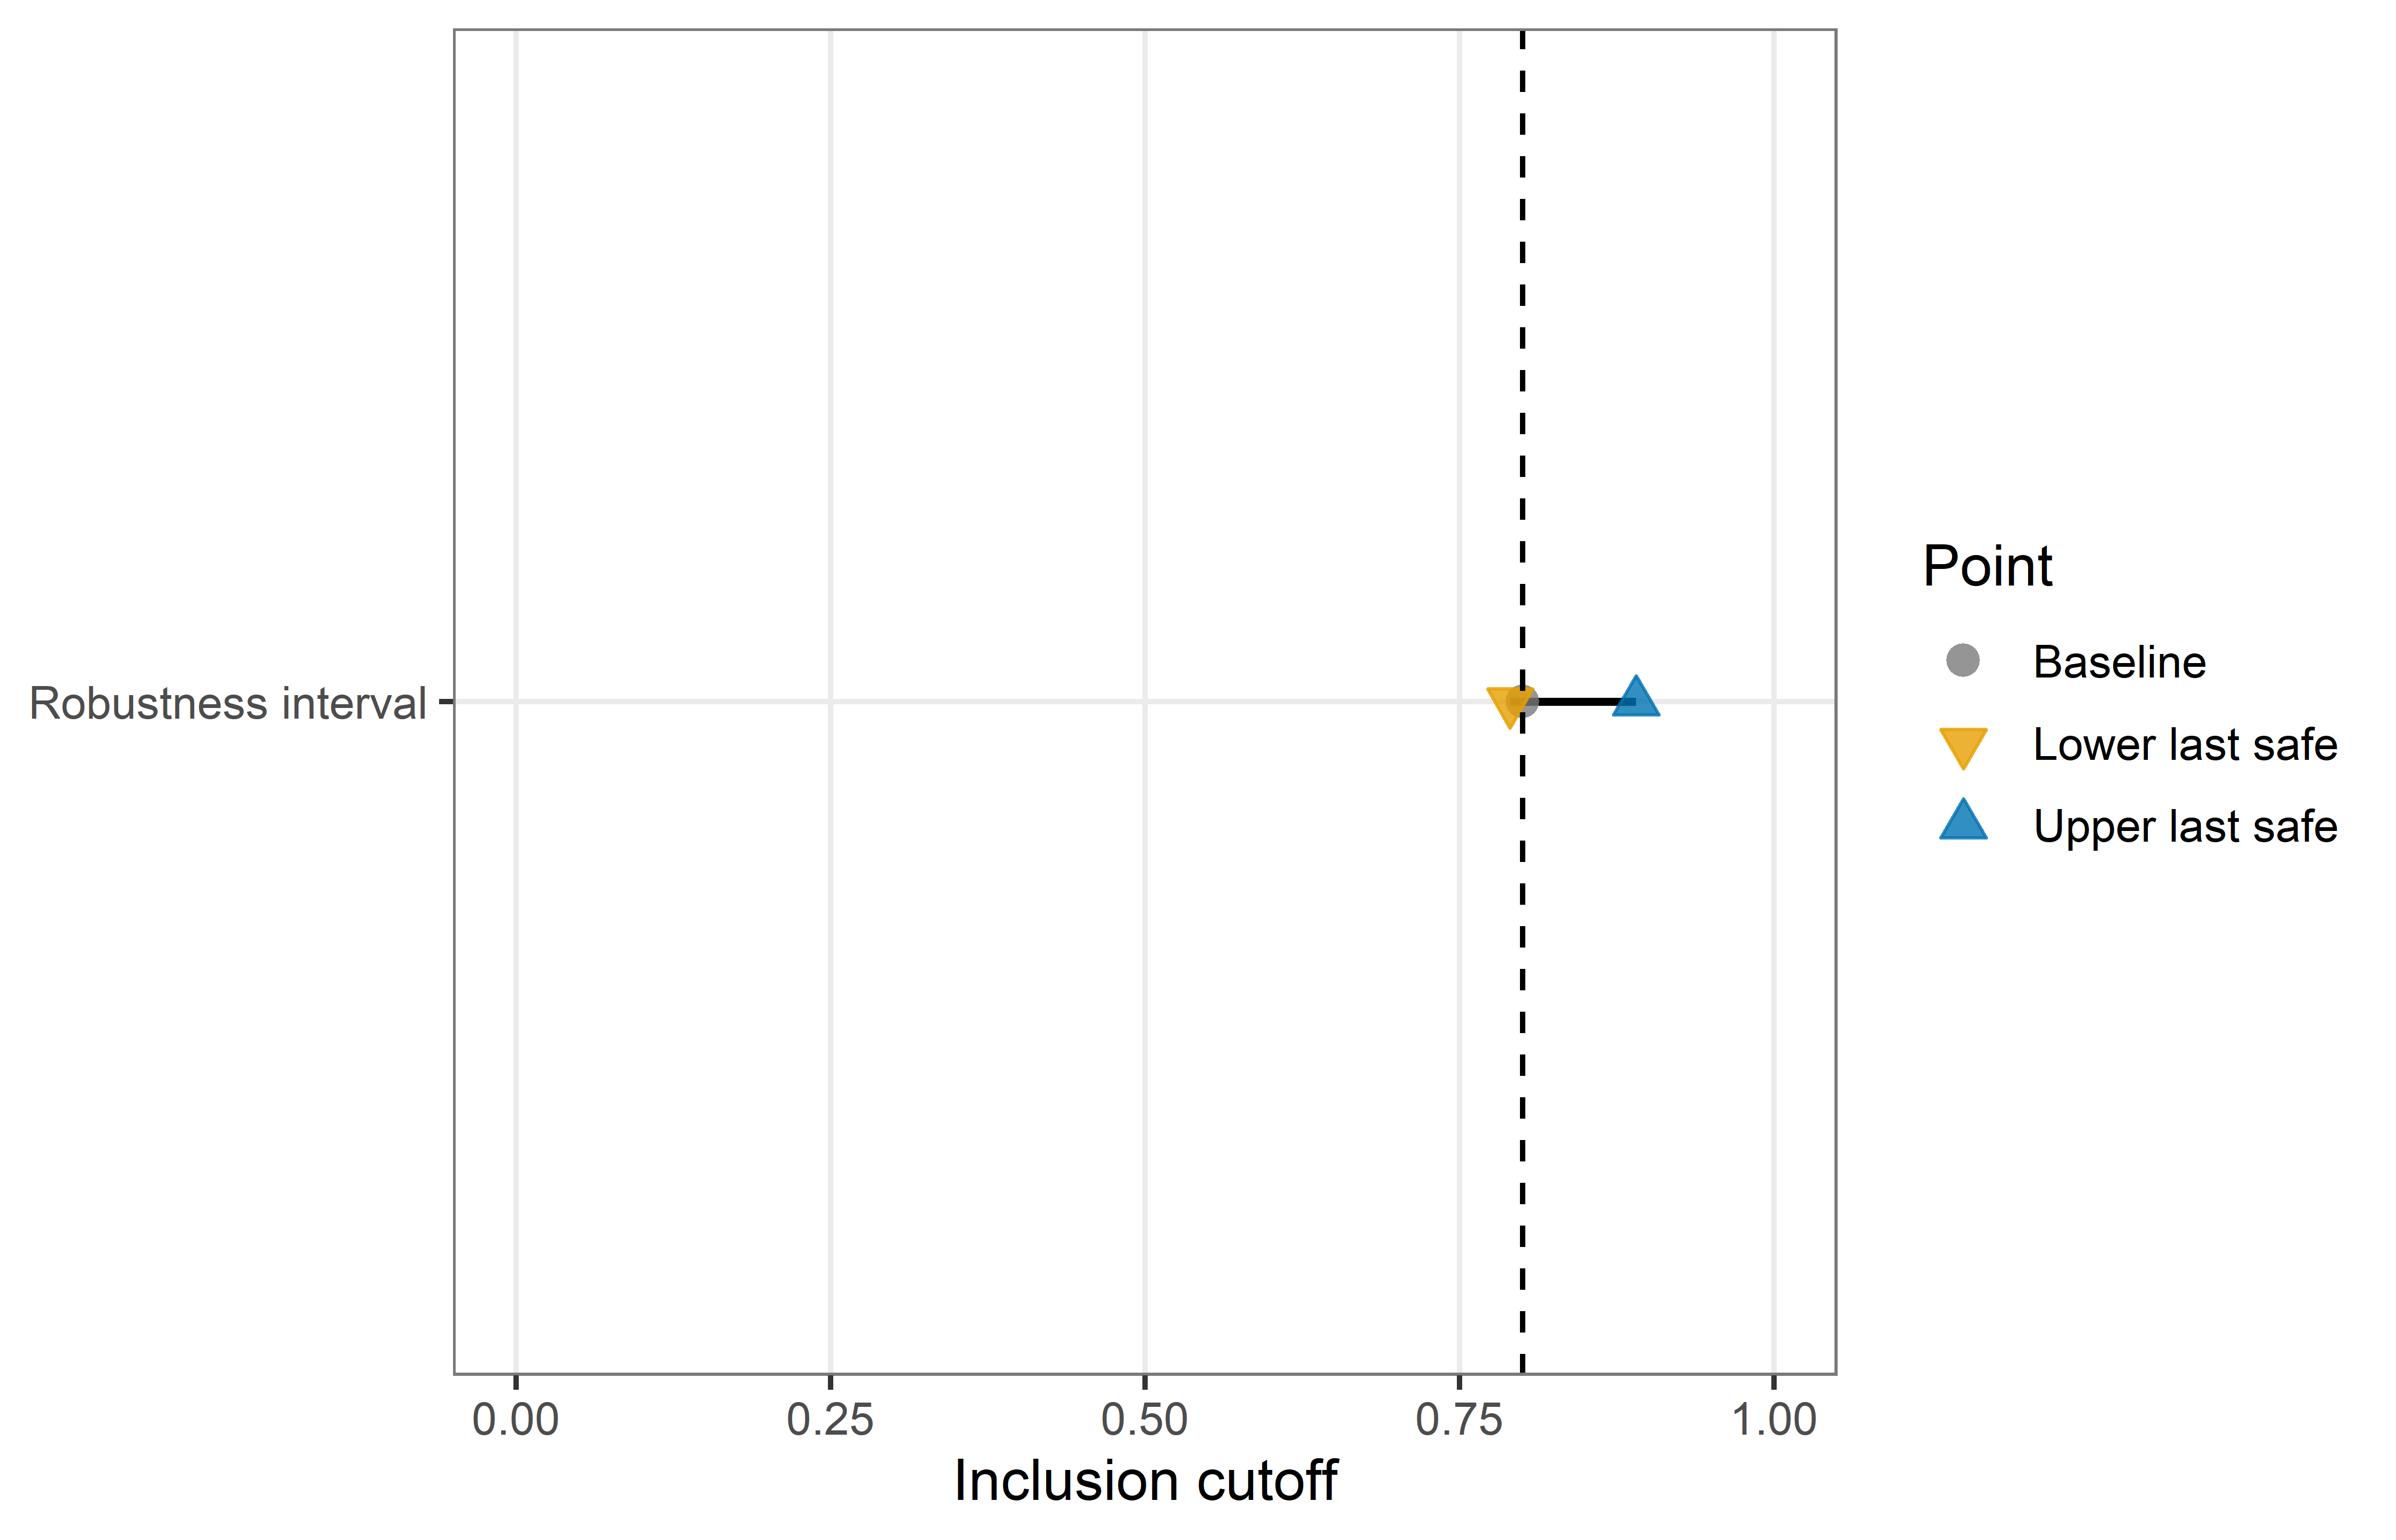 Robustness interval
0.00
0.25
0.50
0.75
1.00
Inclusion cutoff
Point
Baseline
Lower last safe
Upper last safe